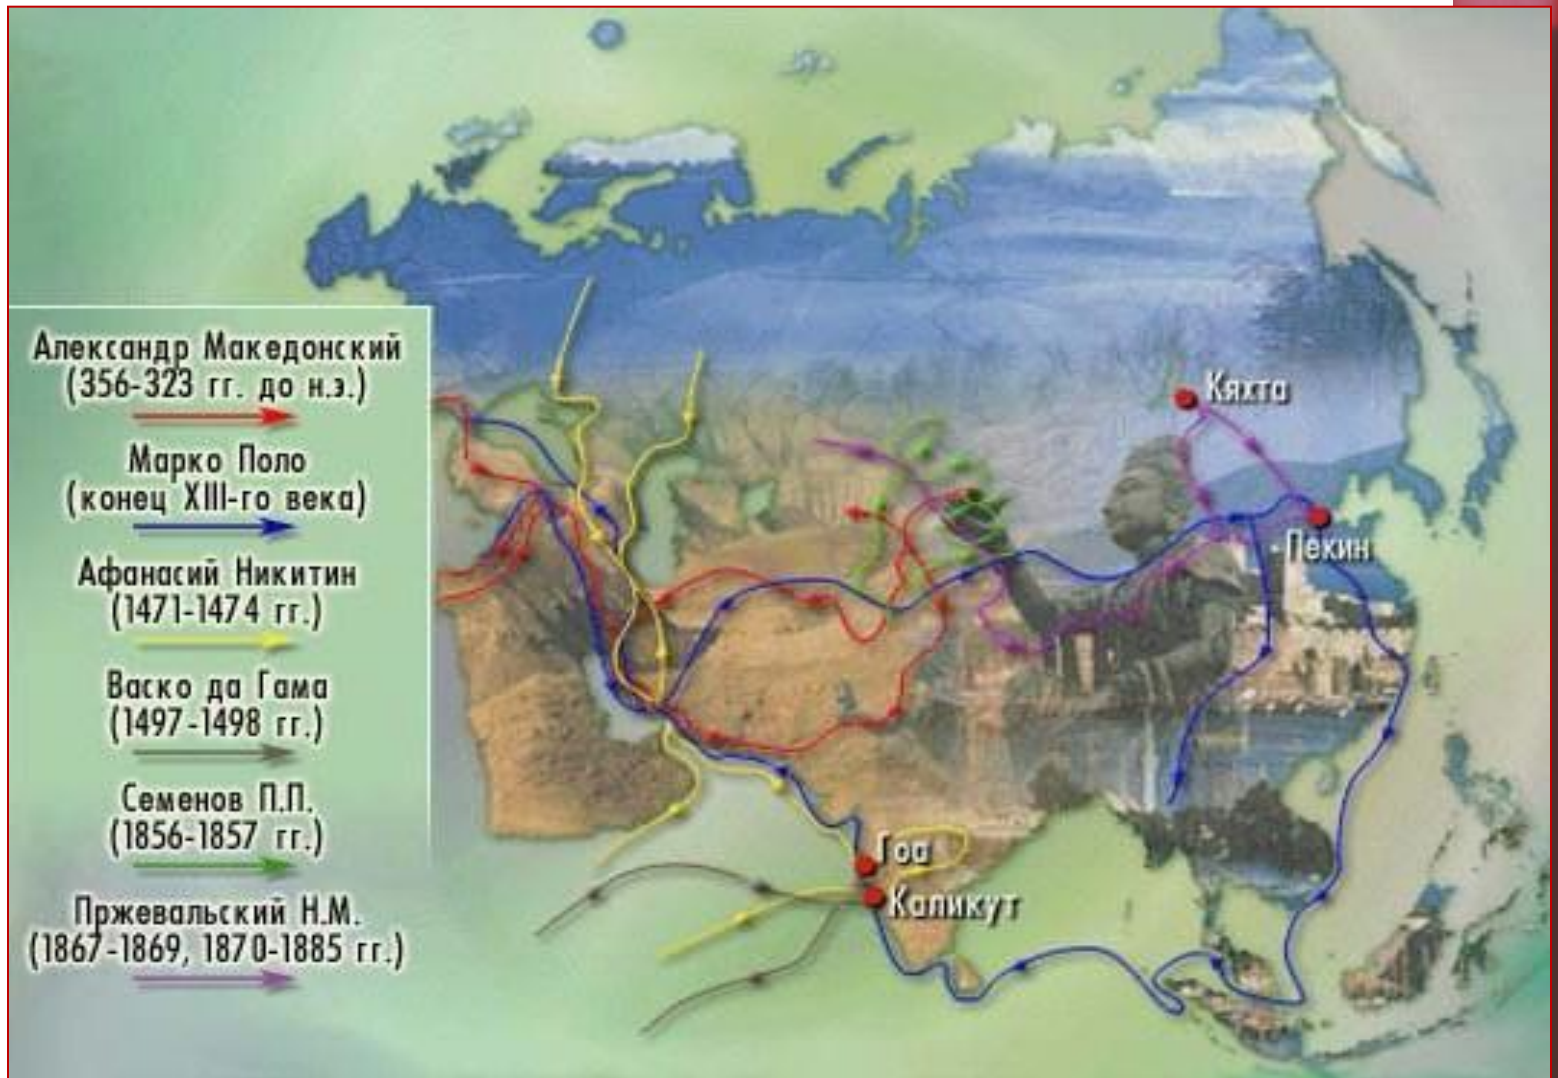 Александр Македонский
(356-323 гг. до н.э.)
Марко Поло
(конец XIII-го века)
Афанасий Никитин
(1471-1474 гг.)
Васко да Гама
(1497-1498 гг.)
Семенов П.П.
(1856-1857 гг.)
Пржевальский Н.М.
(1867-1869, 1870-1885 гг.)
Кяхта
Пекин
Гоа
Каликут